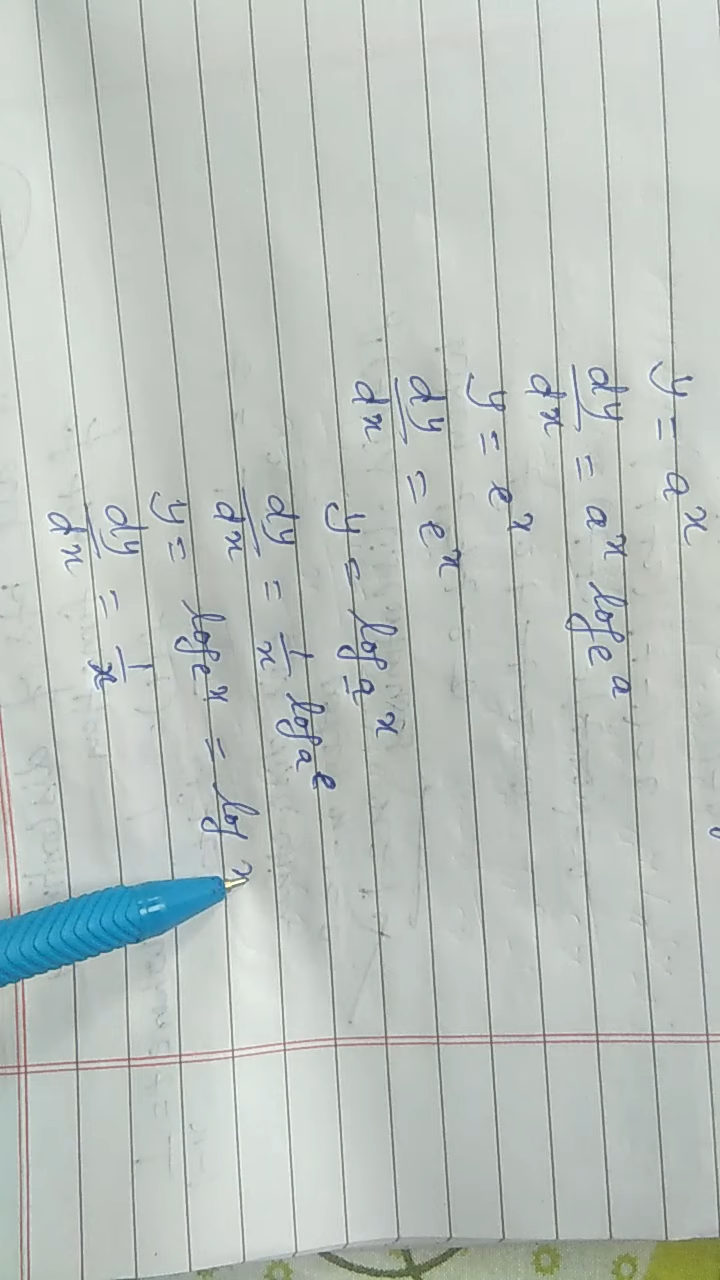 y = a^x
dy/dx = a^x log_e a
y = e^x
dy/dx = e^x
y = log_a x
dy/dx = 1/x log_a e
y = log_e x = log x
dy/dx = 1/x